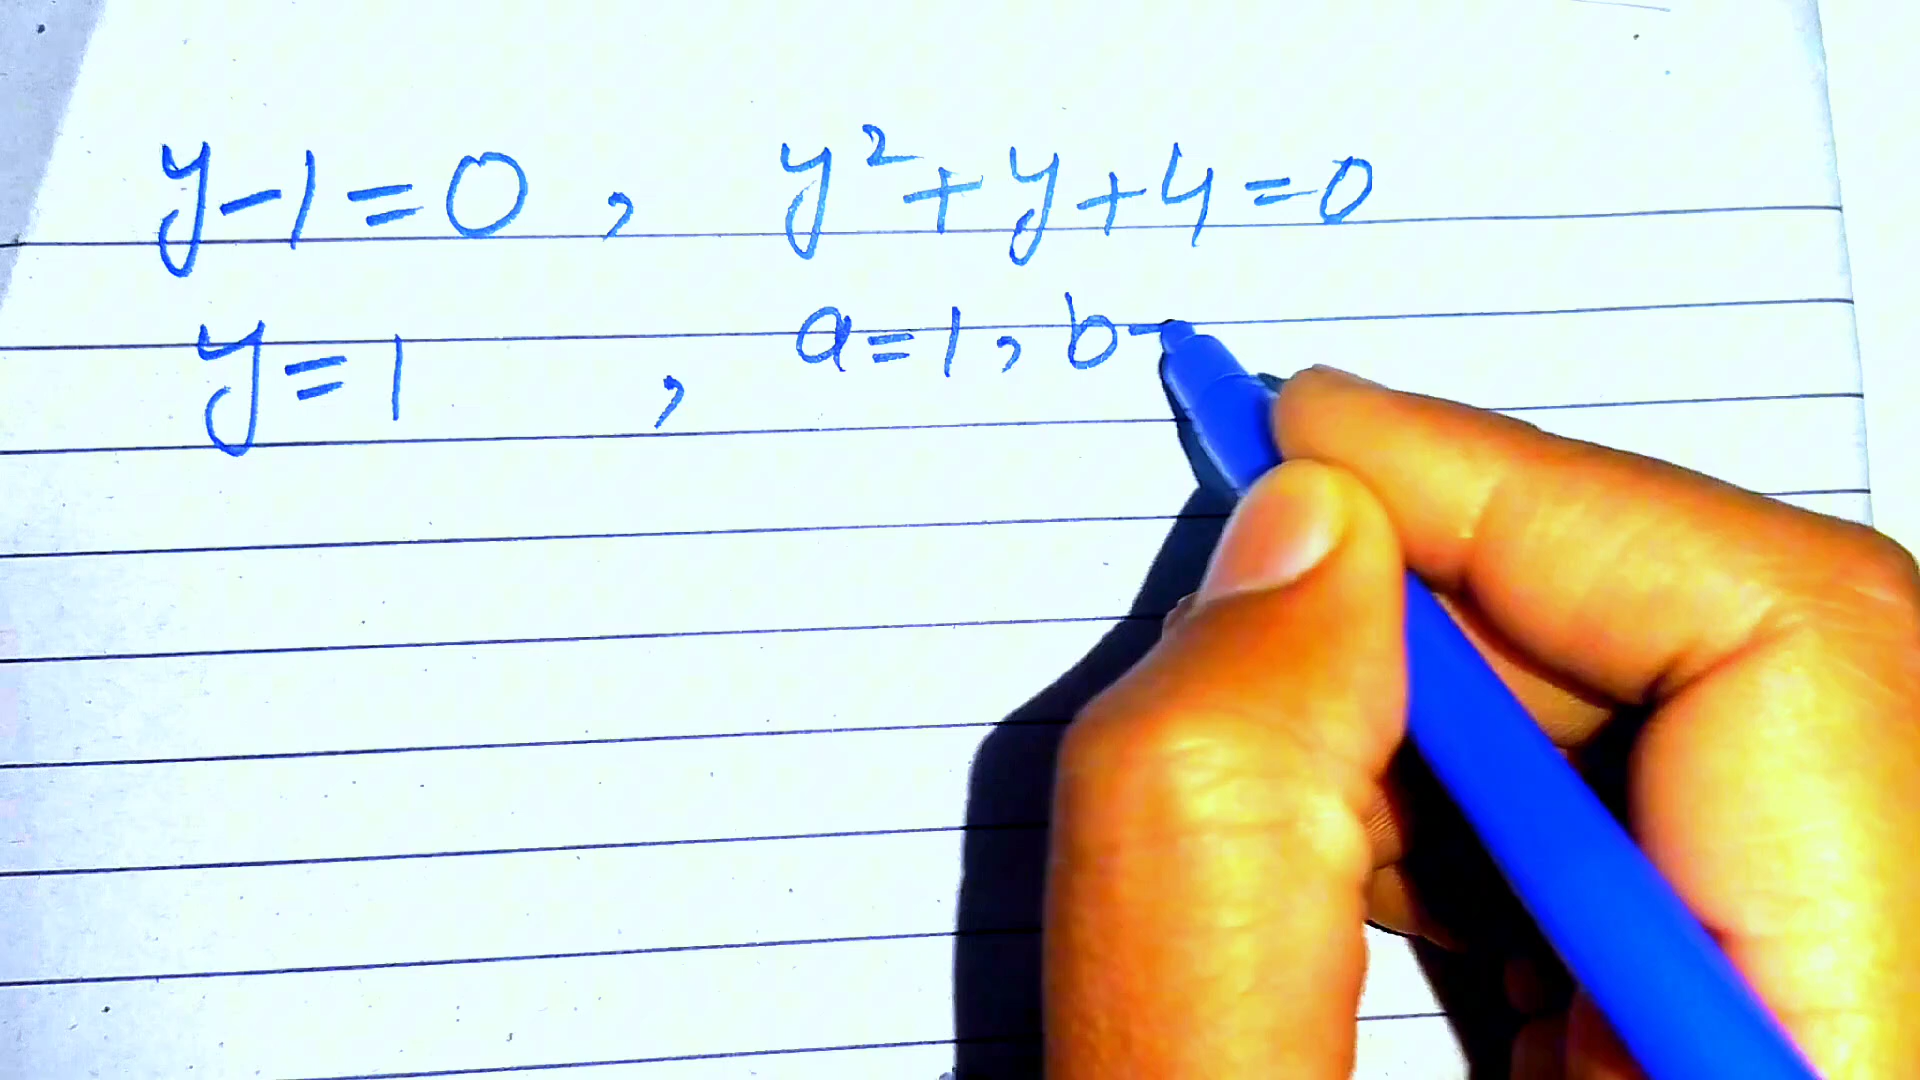 y-1=0, y²+y+4=0
y=1, a=1, b-